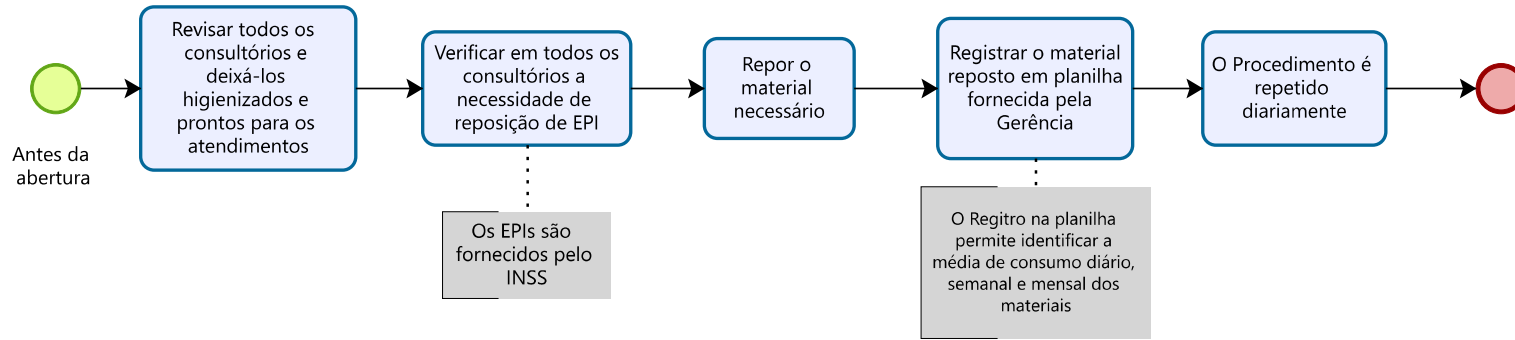 Antes da
abertura
Revisar todos os
consultórios e
deixá-los
higienizados e
prontos para os
atendimentos
Verificar em todos os
consultórios a
necessidade de
reposição de EPI
Os EPIs são
fornecidos pelo
INSS
Repor o
material
necessário
Registrar o material
reposto em planilha
fornecida pela
Gerência
O Regitro na planilha
permite identificar a
média de consumo diário,
semanal e mensal dos
materiais
O Procedimento é
repetido
diariamente